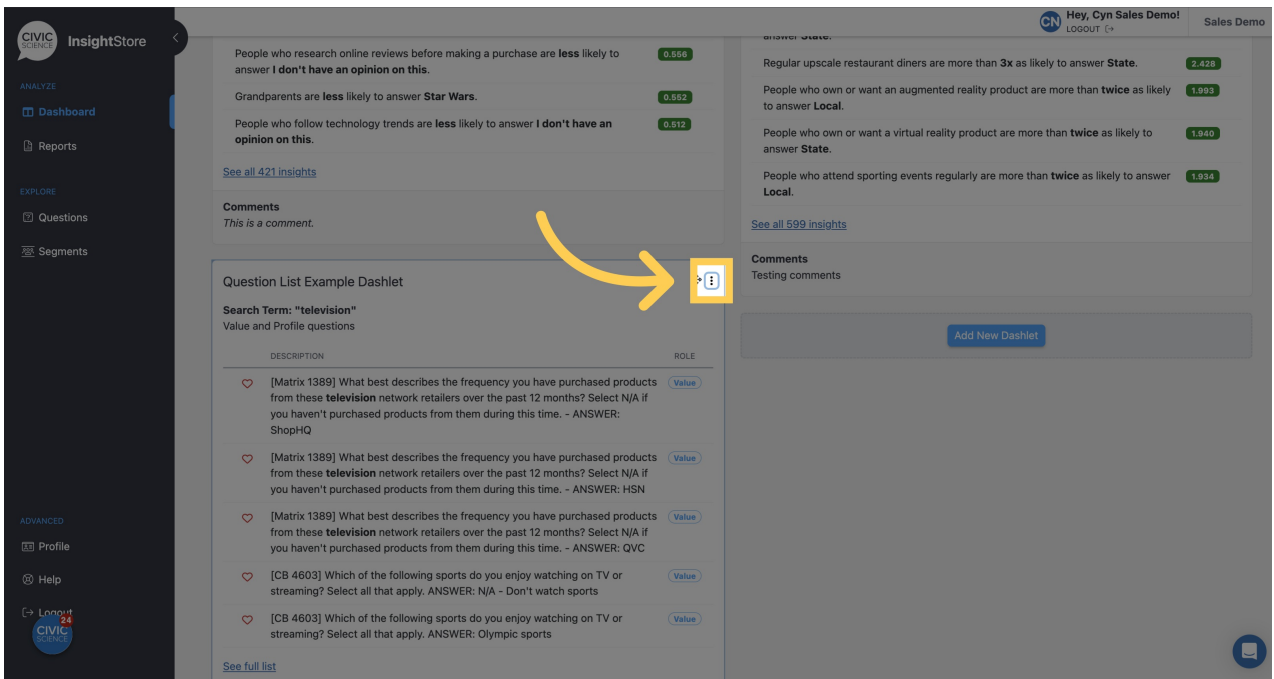 CIVIC
SCIENCE
InsightStore
ANALYZE
Dashboard
Reports
EXPLORE
Questions
Segments
ADVANCED
Profile
Help
Logout
24
CIVIC
SCIENCE
CN
Hey, Cyn Sales Demo!
LOGOUT
Sales Demo
People who research online reviews before making a purchase are less likely to
answer I don't have an opinion on this.
0.556
Grandparents are less likely to answer Star Wars.
0.552
People who follow technology trends are less likely to answer I don't have an
opinion on this.
0.512
See all 421 insights
Comments
This is a comment.
Question List Example Dashlet
Search Term: "television"
Value and Profile questions
DESCRIPTION
ROLE
[Matrix 1389] What best describes the frequency you have purchased products
from these television network retailers over the past 12 months? Select N/A if
you haven't purchased products from them during this time. - ANSWER:
ShopHQ
Value
[Matrix 1389] What best describes the frequency you have purchased products
from these television network retailers over the past 12 months? Select N/A if
you haven't purchased products from them during this time. - ANSWER: HSN
Value
[Matrix 1389] What best describes the frequency you have purchased products
from these television network retailers over the past 12 months? Select N/A if
you haven't purchased products from them during this time. - ANSWER: QVC
Value
[CB 4603] Which of the following sports do you enjoy watching on TV or
streaming? Select all that apply. ANSWER: N/A - Don't watch sports
Value
[CB 4603] Which of the following sports do you enjoy watching on TV or
streaming? Select all that apply. ANSWER: Olympic sports
Value
See full list
answer State.
Regular upscale restaurant diners are more than 3x as likely to answer State.
2.428
People who own or want an augmented reality product are more than twice as likely
to answer Local.
1.993
People who own or want a virtual reality product are more than twice as likely to
answer State.
1.940
People who attend sporting events regularly are more than twice as likely to answer
Local.
1.934
See all 599 insights
Comments
Testing comments
Add New Dashlet